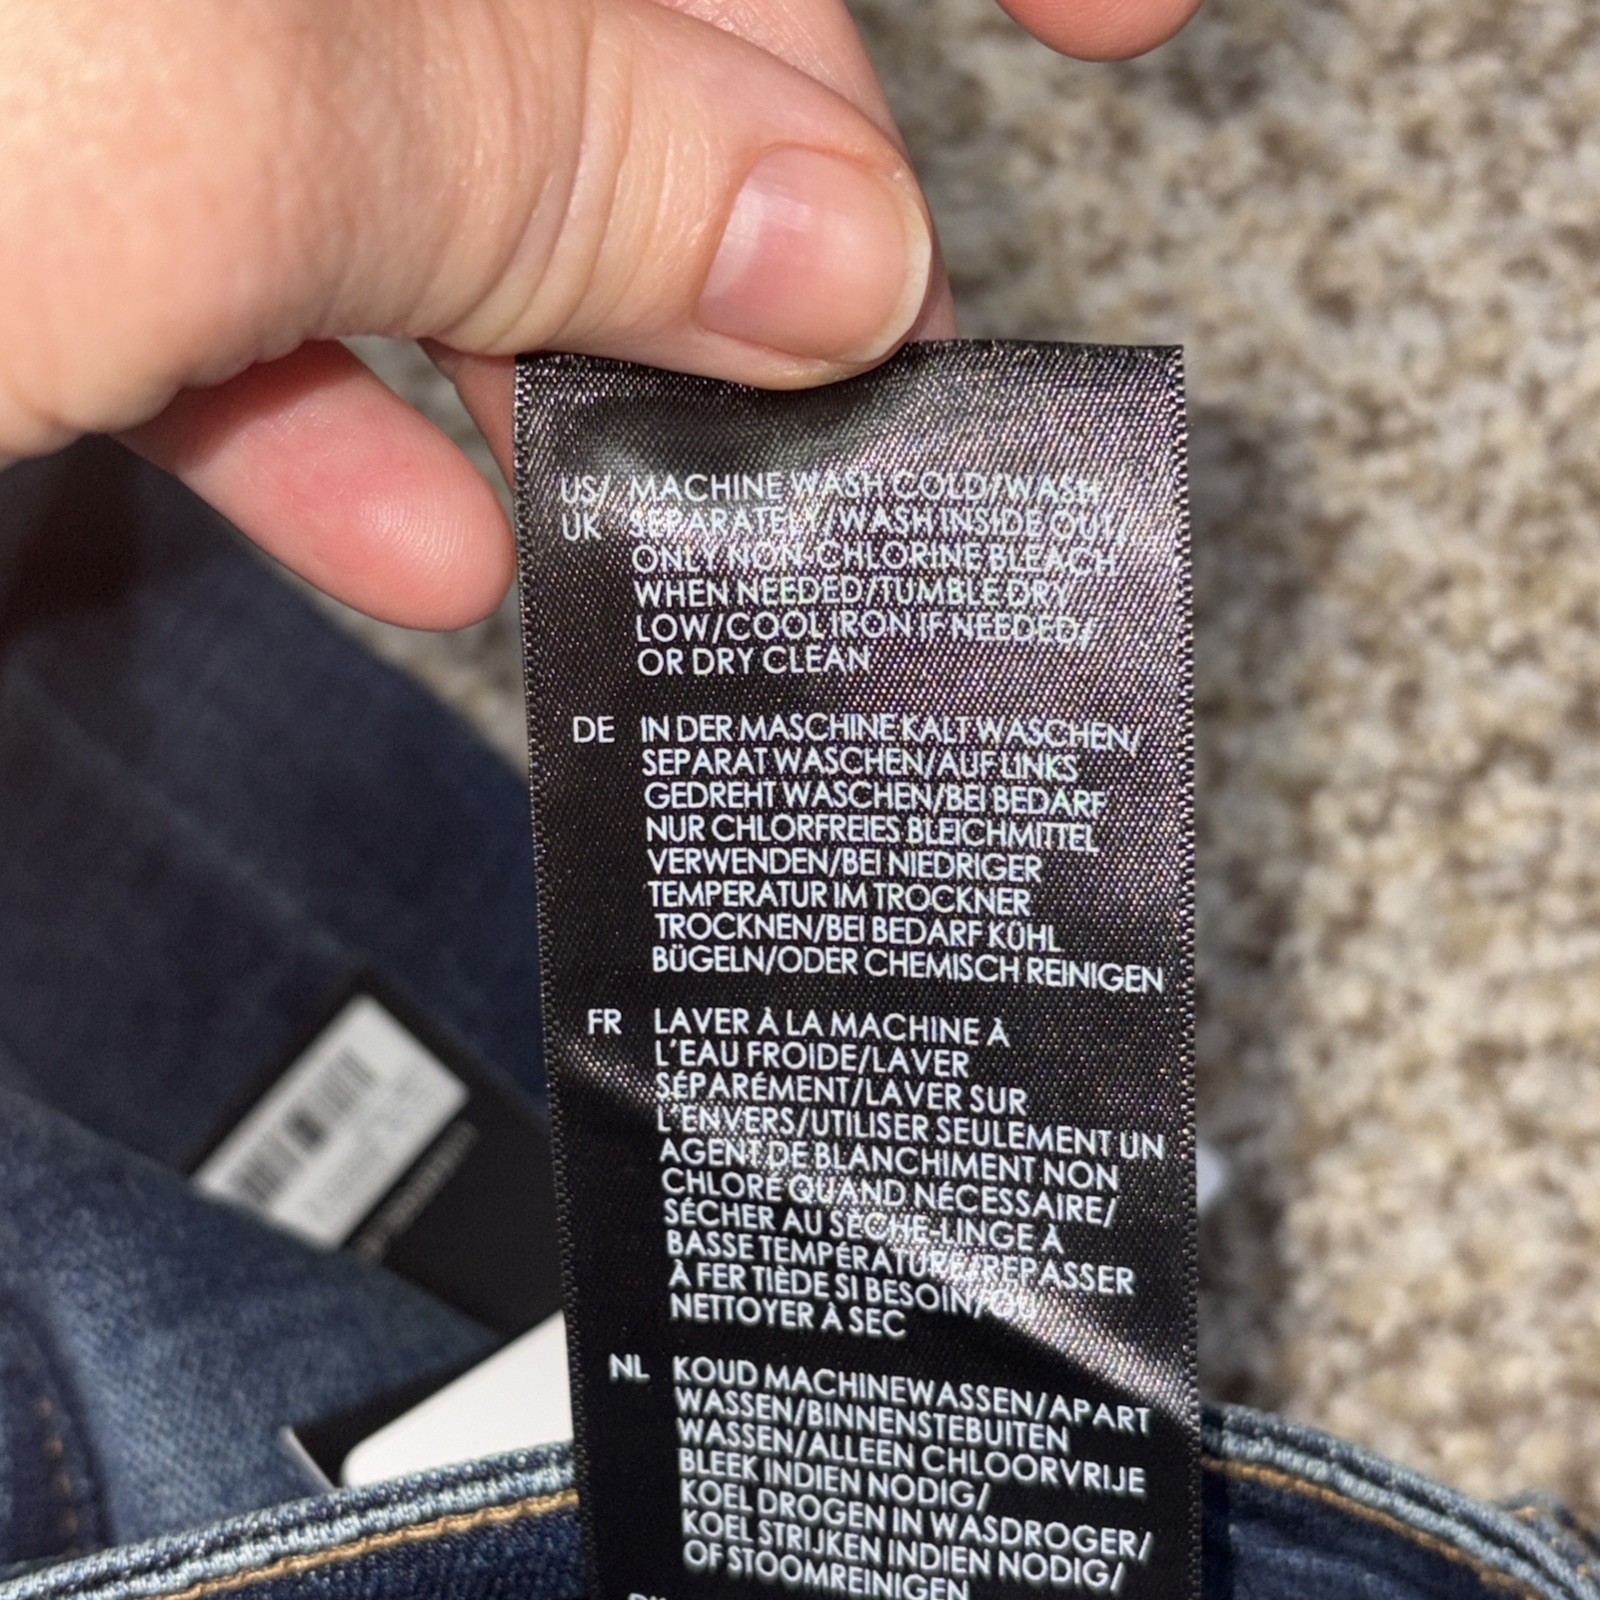 US/ MACHINE WASH COLD/WASH
UK SEPARATELY/WASH INSIDE OUT/
ONLY NON-CHLORINE BLEACH
WHEN NEEDED/TUMBLE DRY
LOW/COOL IRON IF NEEDED/
OR DRY CLEAN
DE IN DER MASCHINE KALT WASCHEN/
SEPARAT WASCHEN/AUF LINKS
GEDREHT WASCHEN/BEI BEDARF
NUR CHLORFREIES BLEICHMITTEL
VERWENDEN/BEI NIEDRIGER
TEMPERATUR IM TROCKNER
TROCKNEN/BEI BEDARF KÜHL
BÜGELN/ODER CHEMISCH REINIGEN
FR LAVER À LA MACHINE À
L'EAU FROIDE/LAVER
SÉPARÉMENT/LAVER SUR
L'ENVERS/UTILISER SEULEMENT UN
AGENT DE BLANCHIMENT NON
CHLORÉ QUAND NÉCESSAIRE/
SÉCHER AU SÈCHE-LINGE À
BASSE TEMPÉRATURE/REPASSER
À FER TIÈDE SI BESOIN/OU
NETTOYER À SEC
NL KOUD MACHINEWASSEN/APART
WASSEN/BINNENSTEBUITEN
WASSEN/ALLEEN CHLOORVRIJE
BLEEK INDIEN NODIG/
KOEL DROGEN IN WASDROGER/
KOEL STRIJKEN INDIEN NODIG/
OF STOOMREINIGEN